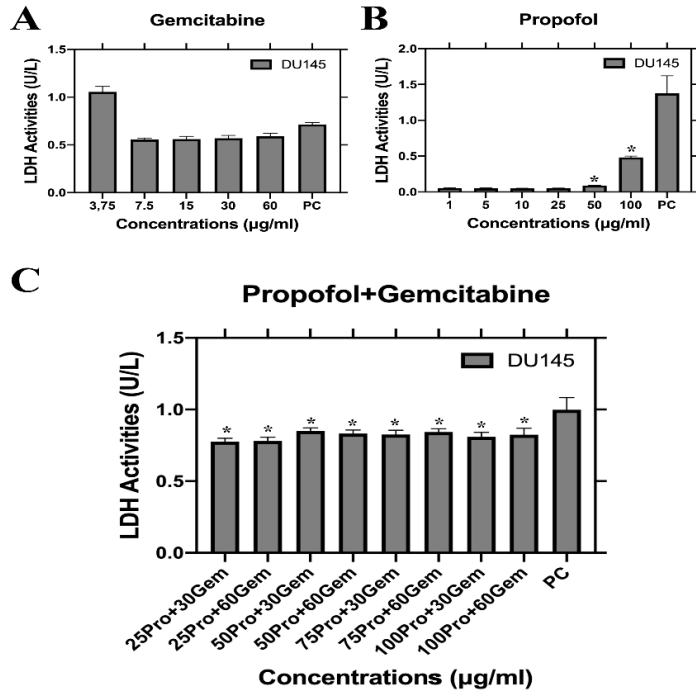 A
Gemcitabine
LDH Activities (U/L)
1.5
1.0
0.5
0.0
DU145
3,75 7.5 15 30 60 PC
Concentrations (µg/ml)
B
Propofol
LDH Activities (U/L)
2.0
1.5
1.0
0.5
0.0
DU145
* *
1 5 10 25 50 100 PC
Concentrations (µg/ml)
C
Propofol+Gemcitabine
LDH Activities (U/L)
1.5
1.0
0.5
0.0
DU145
* * * * * * * *
25Pro+30Gem
25Pro+60Gem
50Pro+30Gem
50Pro+60Gem
75Pro+30Gem
75Pro+60Gem
100Pro+30Gem
100Pro+60Gem
PC
Concentrations (µg/ml)